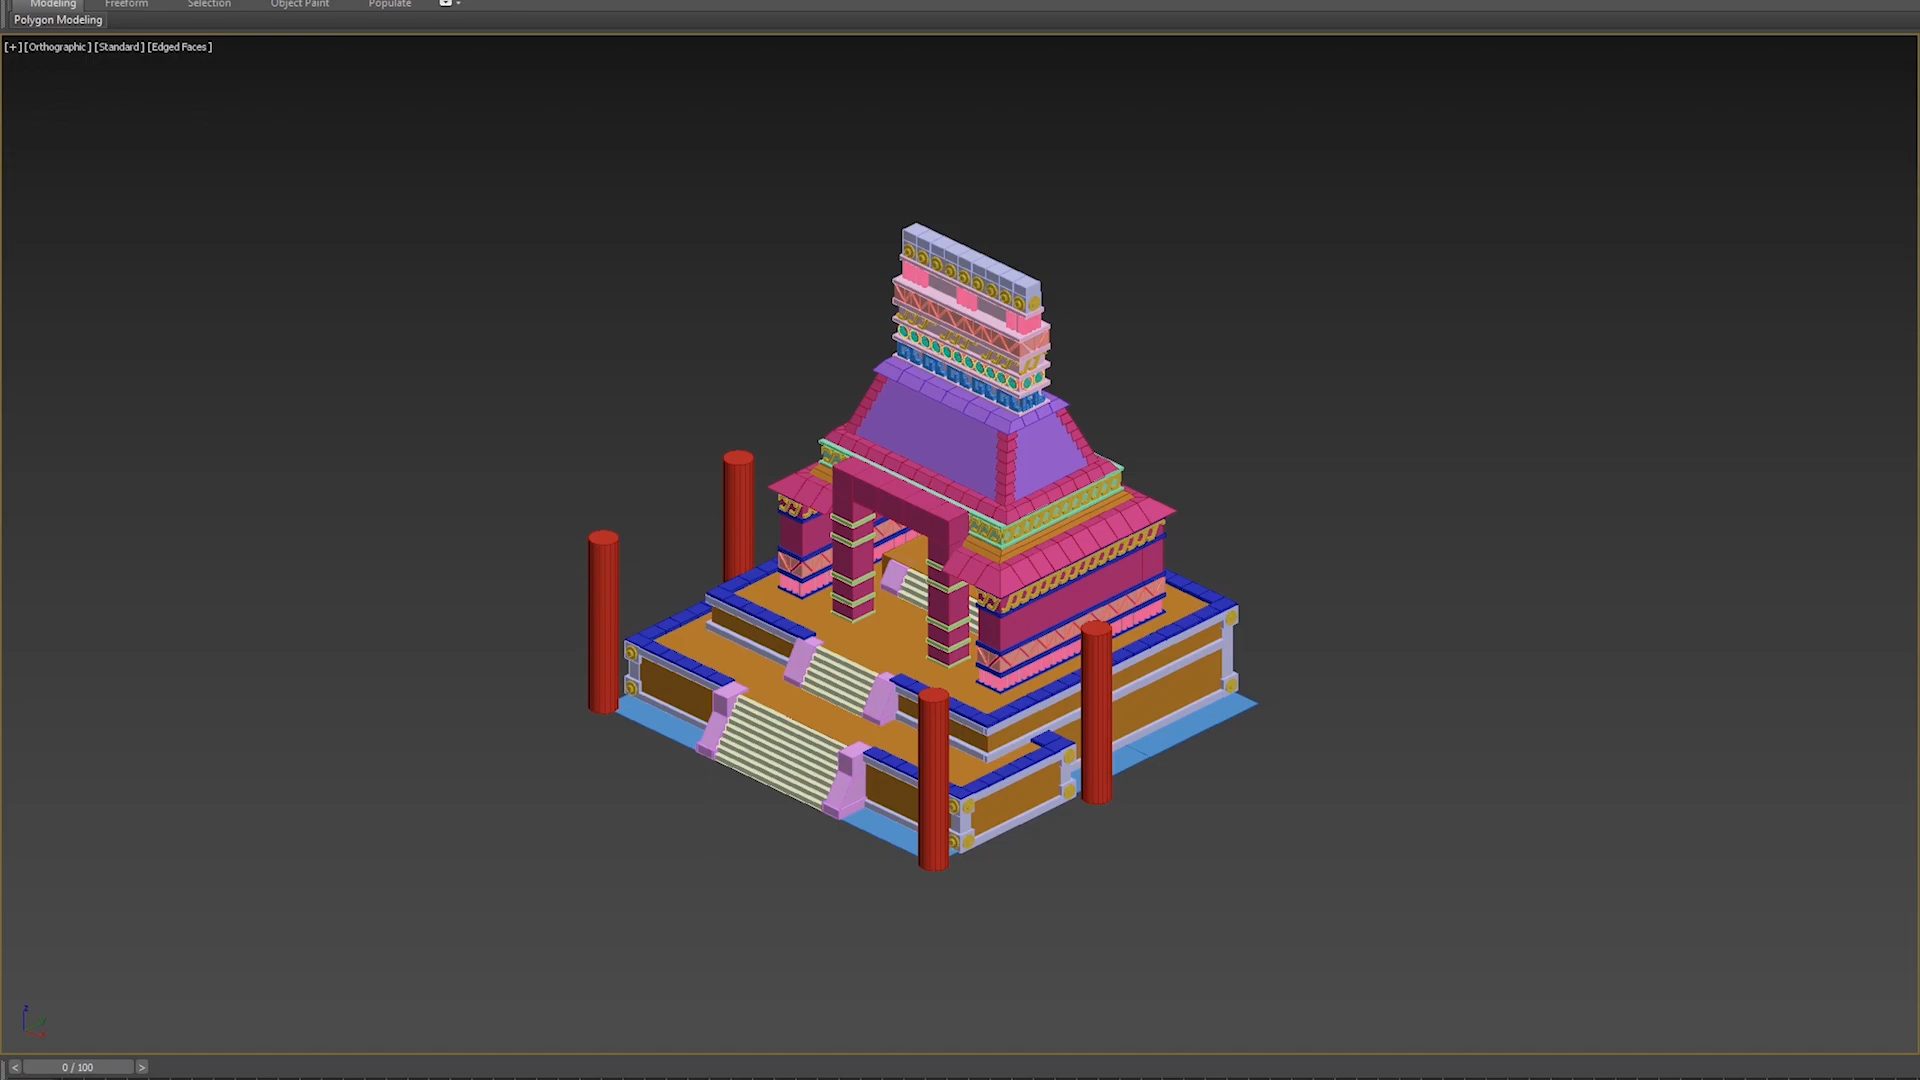 Modeling Freeform Selection Object Paint Populate
Polygon Modeling
[+] [Orthographic] [Standard] [Edged Faces]
z
< 0 / 100 >